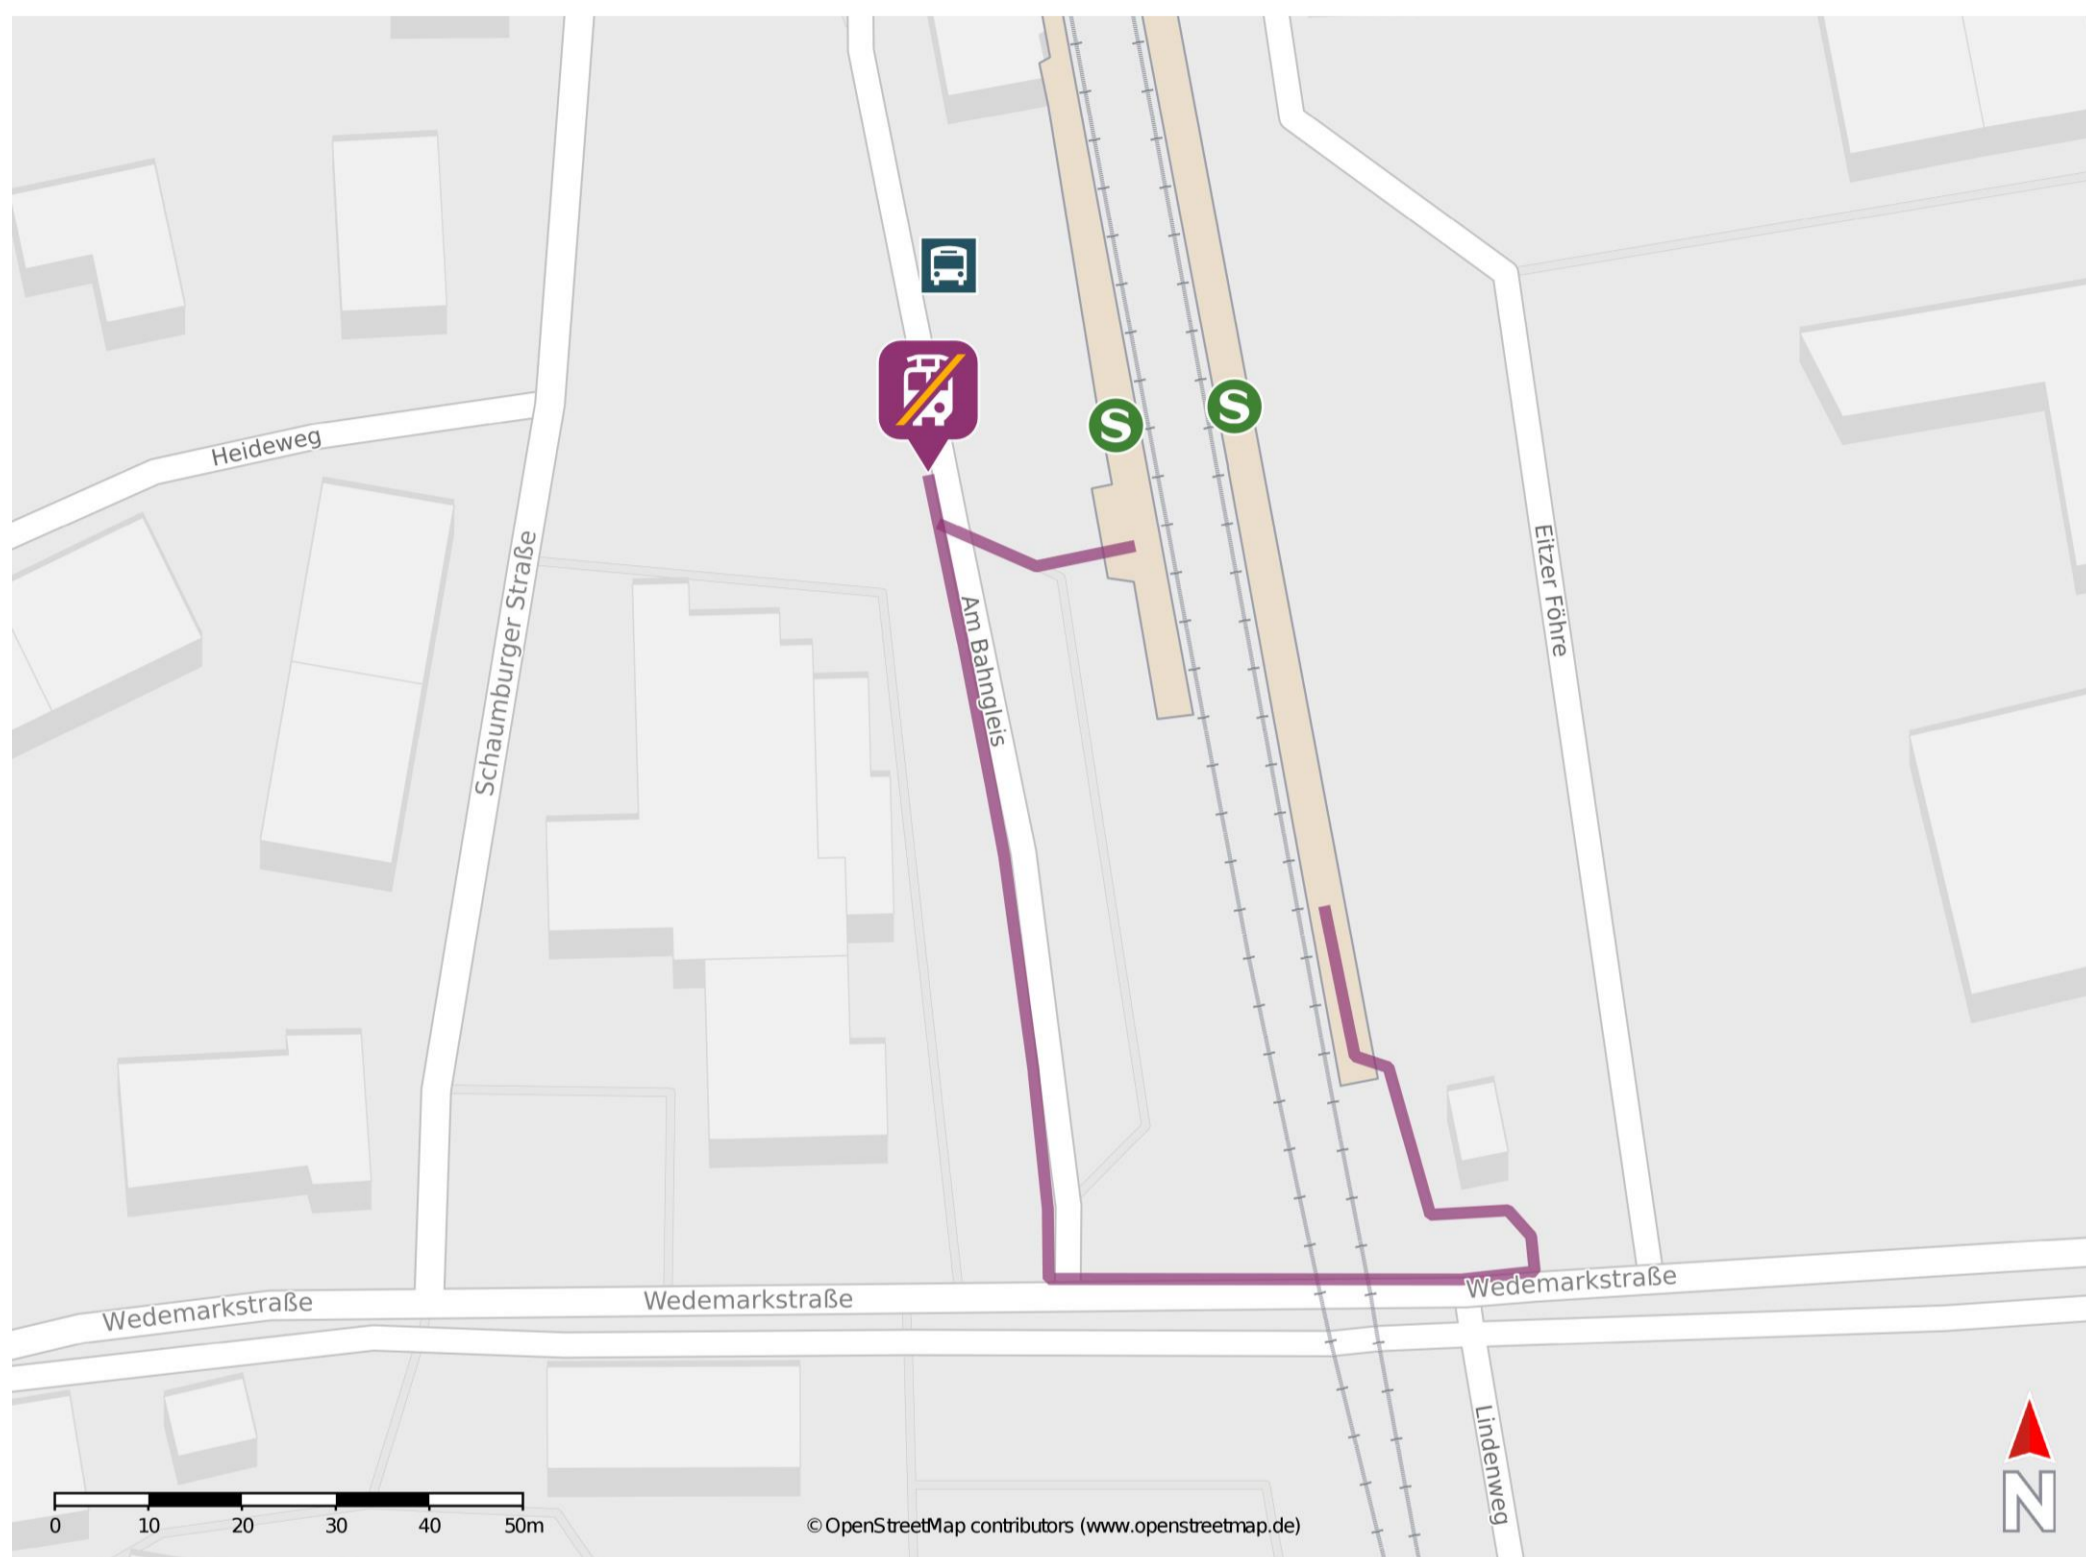 S
S
Heideweg
Schaumburger Straße
Am Bahngleis
Eitzer Föhre
Wedemarkstraße
Wedemarkstraße
Wedemarkstraße
Lindenweg
N
0 10 20 30 40 50m
© OpenStreetMap contributors (www.openstreetmap.de)